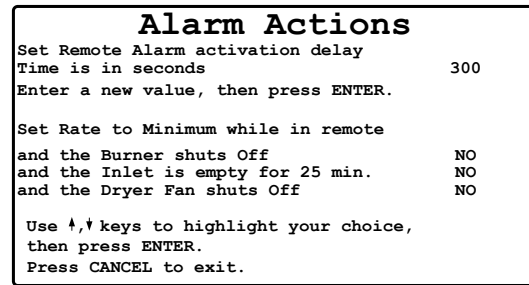 Alarm Actions
Set Remote Alarm activation delay
Time is in seconds 300
Enter a new value, then press ENTER.
Set Rate to Minimum while in remote
and the Burner shuts Off NO
and the Inlet is empty for 25 min. NO
and the Dryer Fan shuts Off NO
Use ↑,↓ keys to highlight your choice,
then press ENTER.
Press CANCEL to exit.